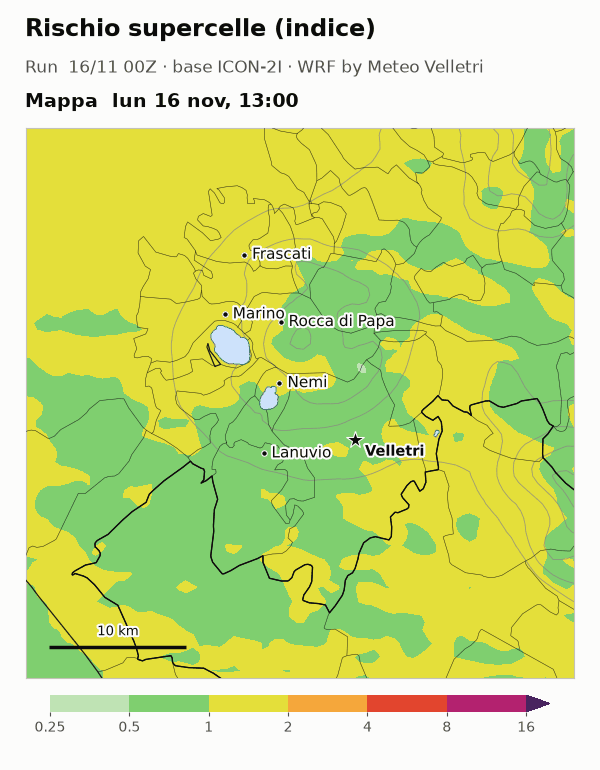 Rischio supercelle (indice)
Run  16/11 00Z · base ICON-2I · WRF by Meteo Velletri
Mappa  lun 16 nov, 13:00
Frascati
Marino
Rocca di Papa
Nemi
Velletri
Lanuvio
10 km
0.25 0.5 1 2 4 8 16